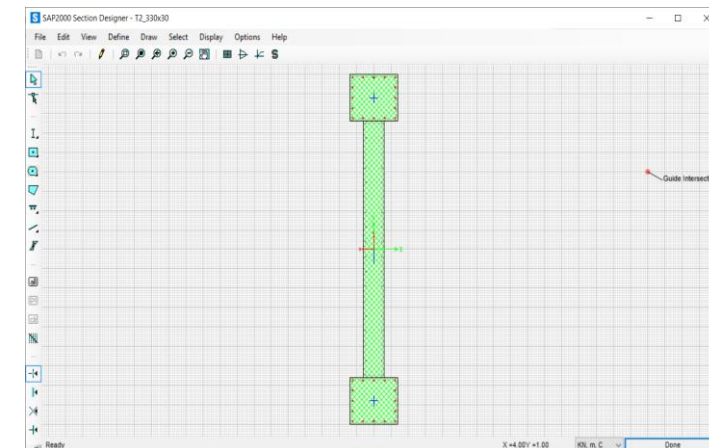 SAP2000 Section Designer - T2_330x30
File Edit View Define Draw Select Display Options Help
Guide Intersect
Ready
X =4.00 Y =1.00
KN, m, C
Done